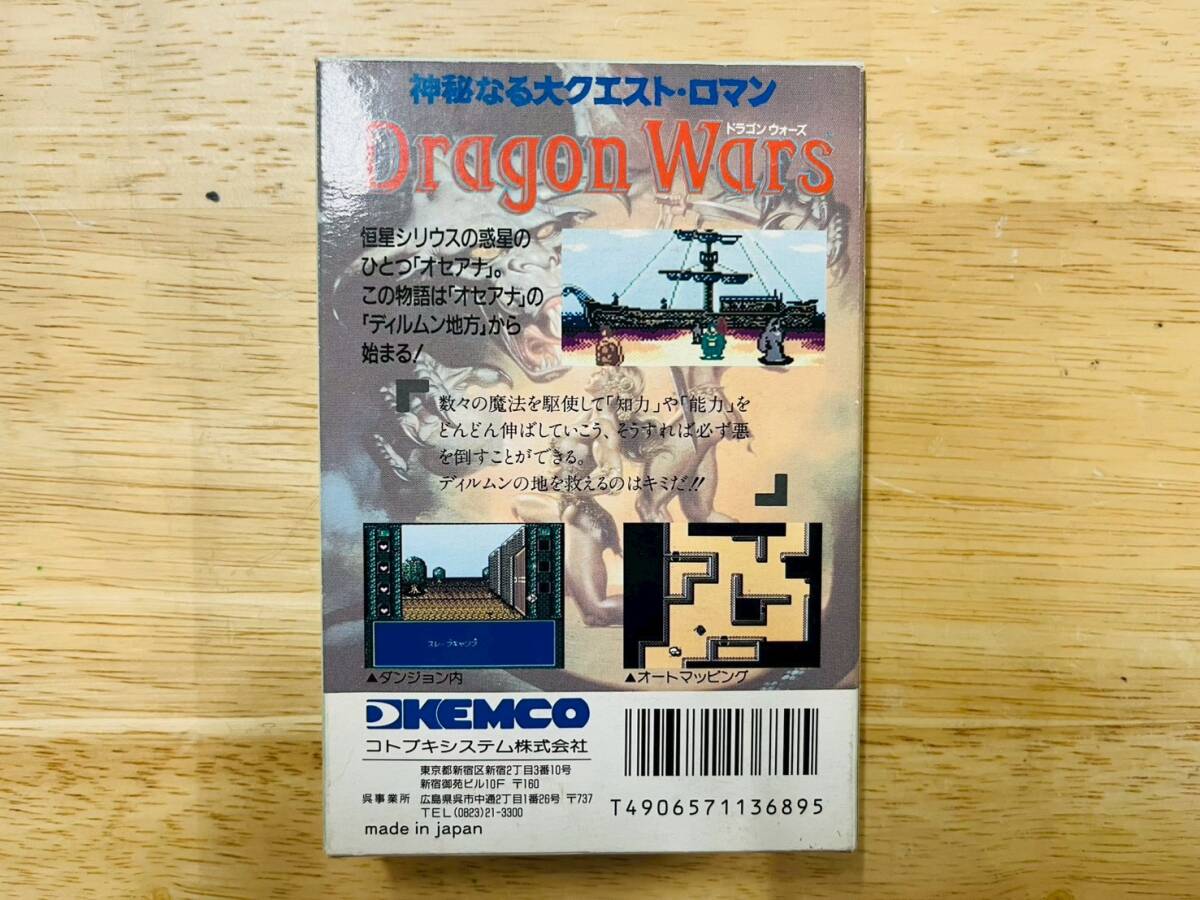 神秘なる大クエスト・ロマン
ドラゴンウォーズ
Dragon Wars
恒星シリウスの惑星の
ひとつ「オセアナ」。
この物語は「オセアナ」の
「ディルムン地方」から
始まる!
数々の魔法を駆使して「知力」や「能力」を
どんどん伸ばしていこう、そうすれば必ず悪
を倒すことができる。
ディルムンの地を救えるのはキミだ!!
スレーブキャンプ
▲ダンジョン内
▲オートマッピング
KEMCO
コトブキシステム株式会社
東京都新宿区新宿2丁目3番10号
新宿御苑ビル10F 〒160
呉事業所 広島県呉市中通2丁目1番26号 〒737
TEL(0823)21-3300
made in japan
T4906571136895